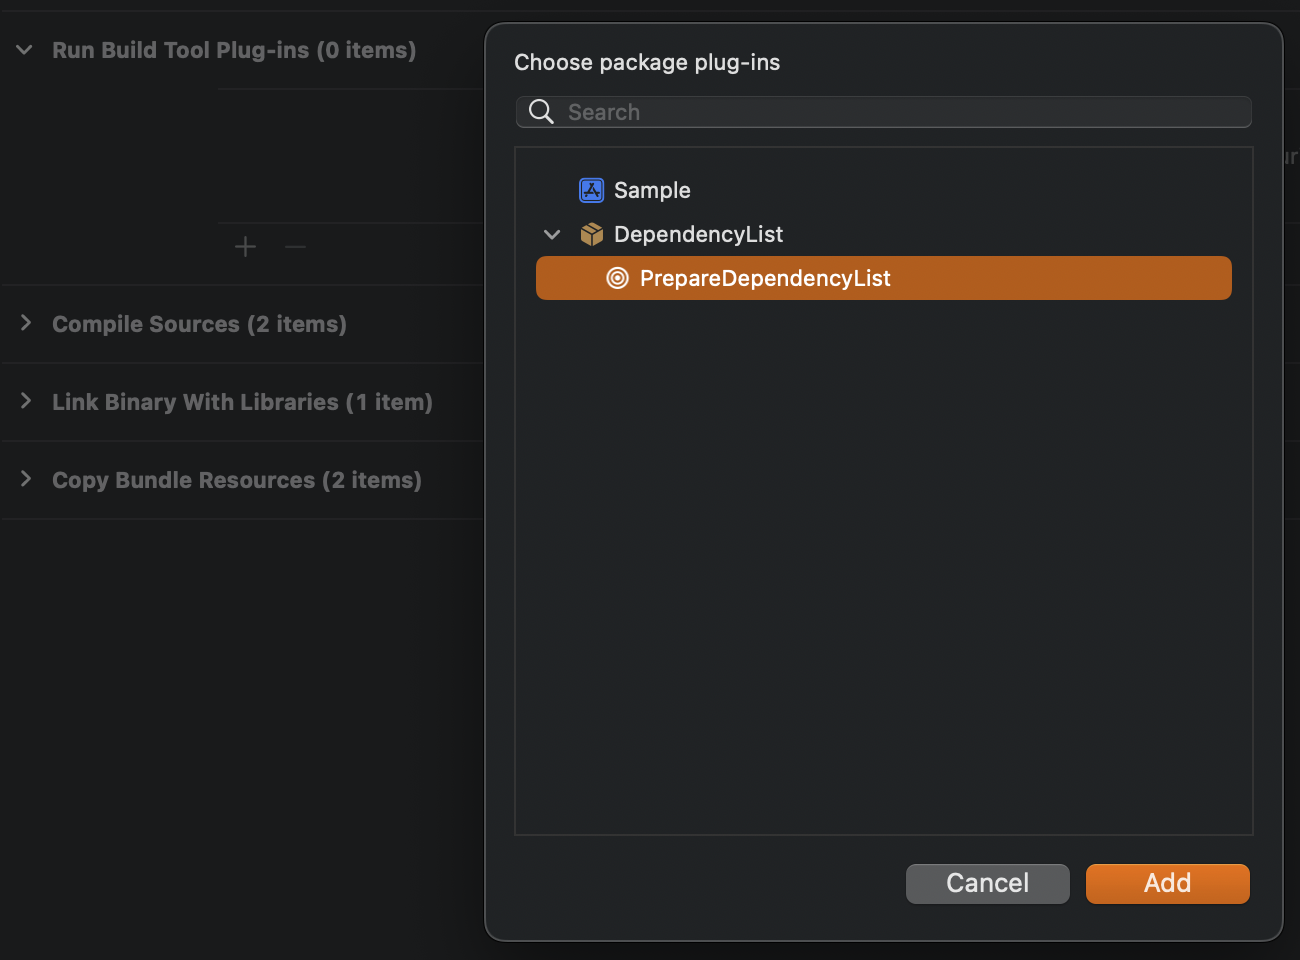 Run Build Tool Plug-ins (0 items)
Compile Sources (2 items)
Link Binary With Libraries (1 item)
Copy Bundle Resources (2 items)
Choose package plug-ins
Search
Sample
DependencyList
PrepareDependencyList
Cancel
Add